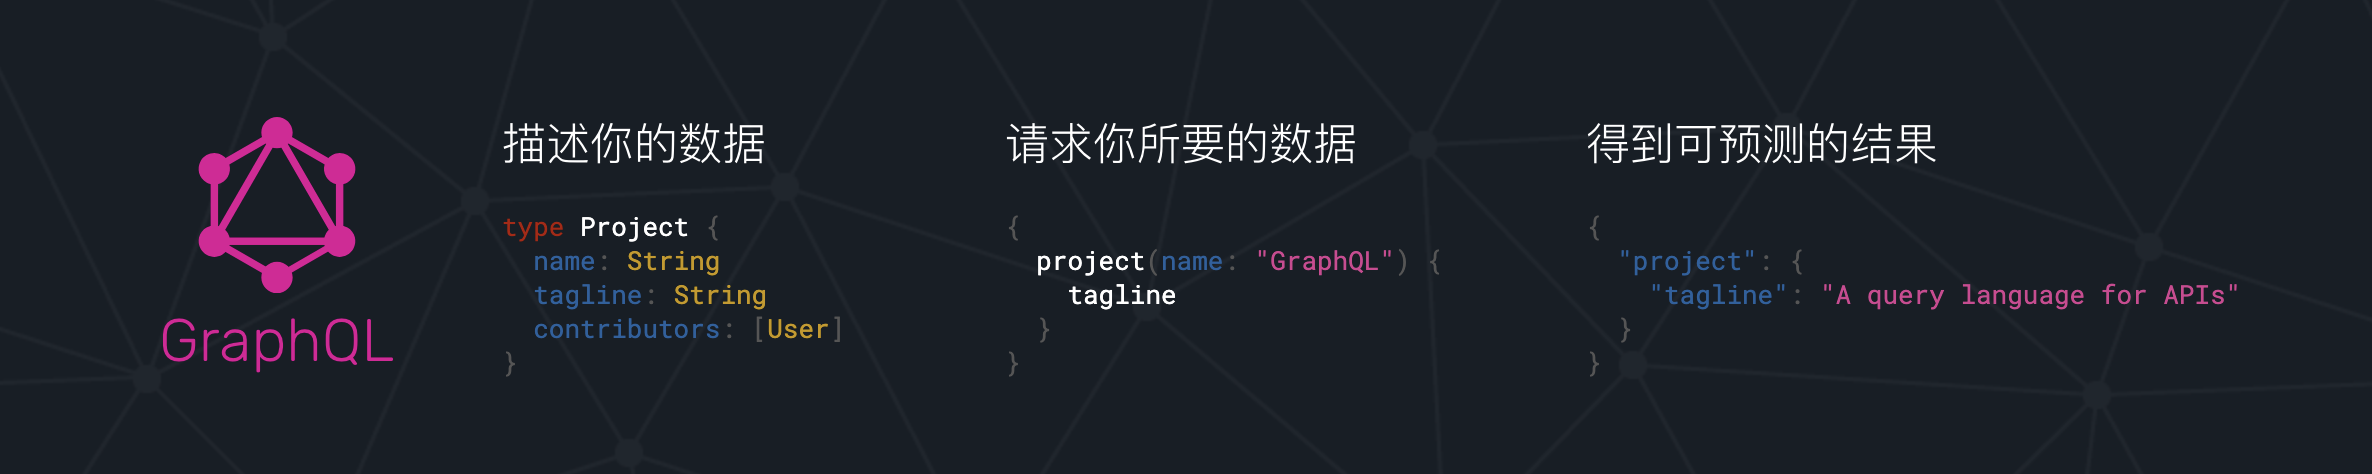 GraphQL
描述你的数据
type Project {
  name: String
  tagline: String
  contributors: [User]
}
请求你所要的数据
{
  project(name: "GraphQL") {
    tagline
  }
}
得到可预测的结果
{
  "project": {
    "tagline": "A query language for APIs"
  }
}